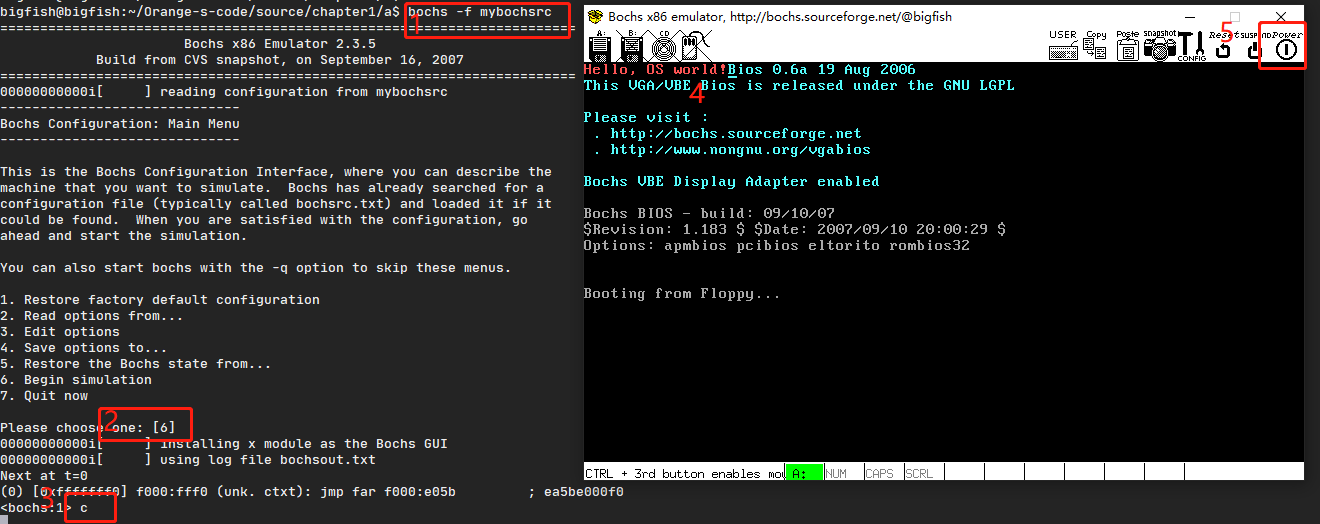 bigfish@bigfish:~/Orange-s-code/source/chapter1/a$ bochs -f mybochsrc
1
========================================================================
Bochs x86 Emulator 2.3.5
Build from CVS snapshot, on September 16, 2007
========================================================================
00000000000i[     ] reading configuration from mybochsrc
------------------------------
Bochs Configuration: Main Menu
------------------------------
This is the Bochs Configuration Interface, where you can describe the
machine that you want to simulate.  Bochs has already searched for a
configuration file (typically called bochsrc.txt) and loaded it if it
could be found.  When you are satisfied with the configuration, go
ahead and start the simulation.
You can also start bochs with the -q option to skip these menus.
1. Restore factory default configuration
2. Read options from...
3. Edit options
4. Save options to...
5. Restore the Bochs state from...
6. Begin simulation
7. Quit now
2
Please choose one: [6]
00000000000i[     ] installing x module as the Bochs GUI
00000000000i[     ] using log file bochsout.txt
Next at t=0
(0) [0xfffffff0] f000:fff0 (unk. ctxt): jmp far f000:e05b         ; ea5be000f0
3
<bochs:1> c
Bochs x86 emulator, http://bochs.sourceforge.net/@bigfish
A: B: CD USER Copy Paste snapshot CONFIG Reset Power
5
Hello, OS world!Bios 0.6a 19 Aug 2006
This VGA/VBE Bios is released under the GNU LGPL
4
Please visit :
. http://bochs.sourceforge.net
. http://www.nongnu.org/vgabios
Bochs VBE Display Adapter enabled
Bochs BIOS - build: 09/10/07
$Revision: 1.183 $ $Date: 2007/09/10 20:00:29 $
Options: apmbios pcibios eltorito rombios32
Booting from Floppy...
CTRL + 3rd button enables mou A: NUM CAPS SCRL